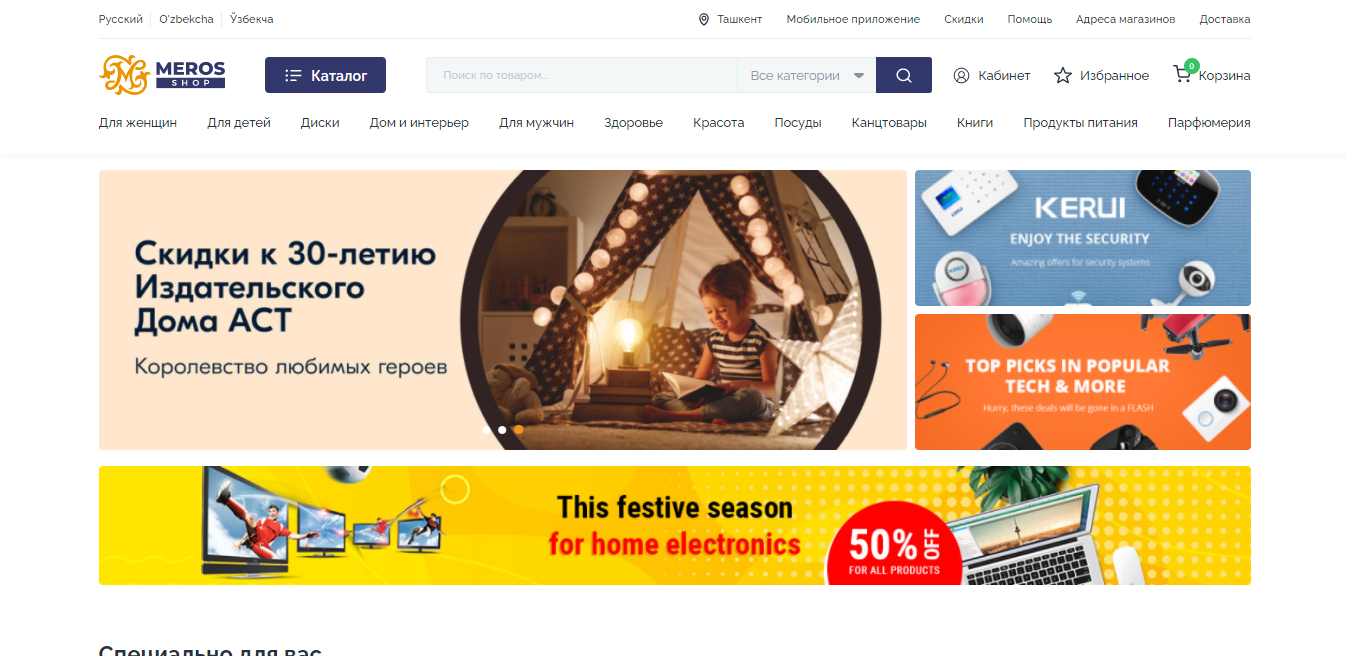 Русский O'zbekcha Ўзбекча Ташкент Мобильное приложение Скидки Помощь Адреса магазинов Доставка
MEROS
SHOP
Каталог
Поиск по товаром...
Все категории
Кабинет
Избранное
0
Корзина
Для женщин Для детей Диски Дом и интерьер Для мужчин Здоровье Красота Посуды Канцтовары Книги Продукты питания Парфюмерия
Скидки к 30-летию
Издательского
Дома АСТ
Королевство любимых героев
KERUI
ENJOY THE SECURITY
Amazing offers for security systems
TOP PICKS IN POPULAR
TECH & MORE
Hurry, these deals will be gone in a FLASH
This festive season
for home electronics
50% OFF
FOR ALL PRODUCTS
Специально для вас